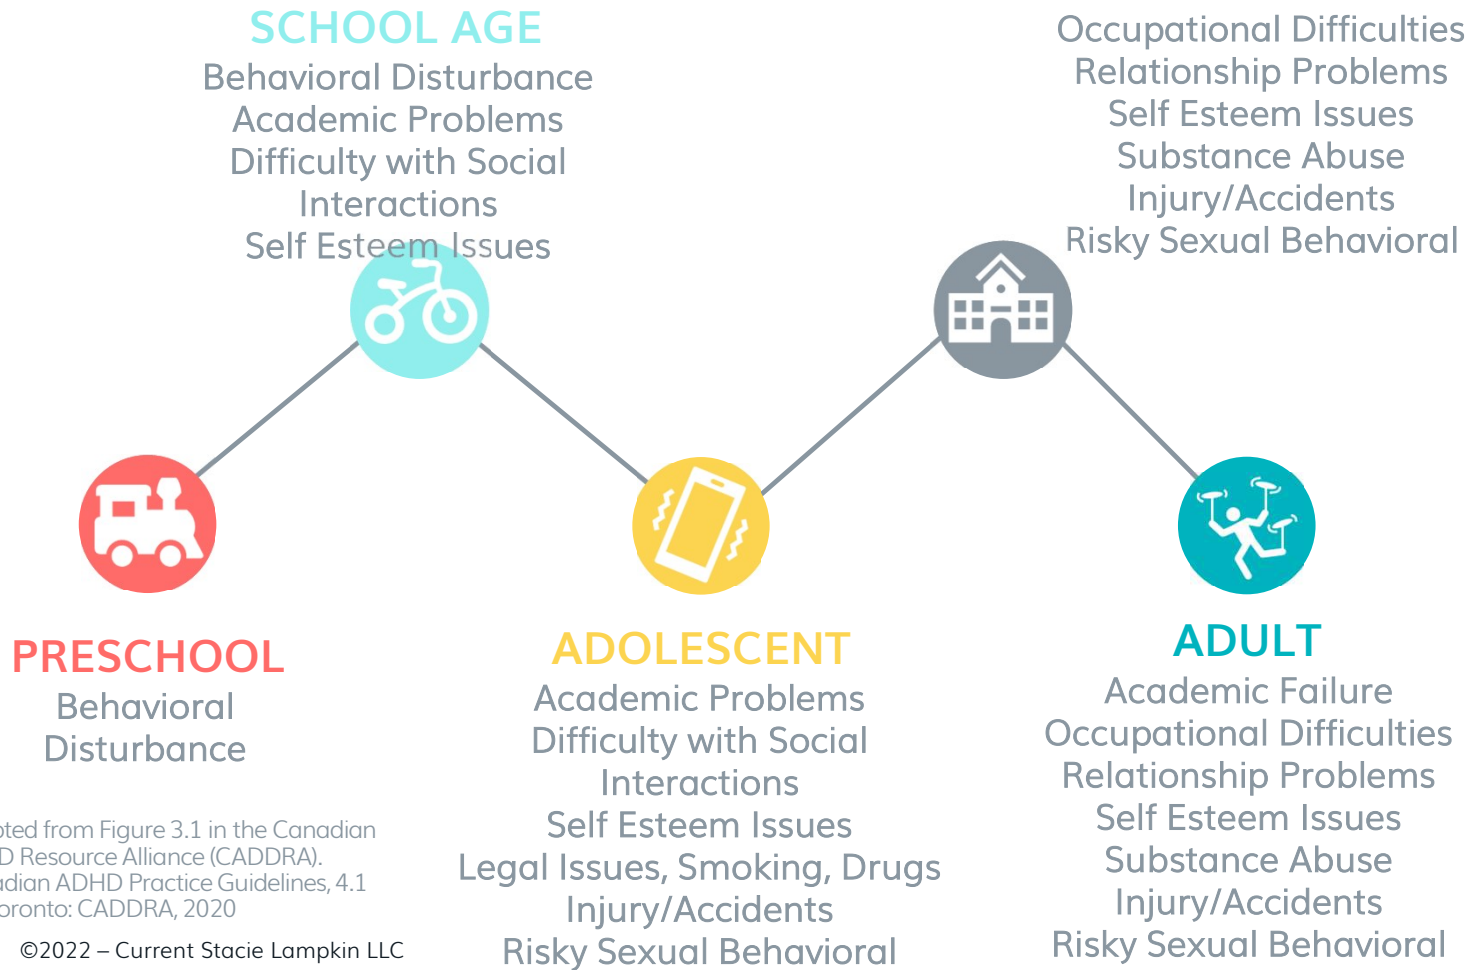 SCHOOL AGE
Behavioral Disturbance
Academic Problems
Difficulty with Social
Interactions
Self Esteem Issues
Occupational Difficulties
Relationship Problems
Self Esteem Issues
Substance Abuse
Injury/Accidents
Risky Sexual Behavioral
PRESCHOOL
Behavioral
Disturbance
ADOLESCENT
Academic Problems
Difficulty with Social
Interactions
Self Esteem Issues
Legal Issues, Smoking, Drugs
Injury/Accidents
Risky Sexual Behavioral
ADULT
Academic Failure
Occupational Difficulties
Relationship Problems
Self Esteem Issues
Substance Abuse
Injury/Accidents
Risky Sexual Behavioral
from Figure 3.1 in the Canadian
Resource Alliance (CADDRA).
ADHD Practice Guidelines, 4.1
CADDRA, 2020
©2022 – Current Stacie Lampkin LLC